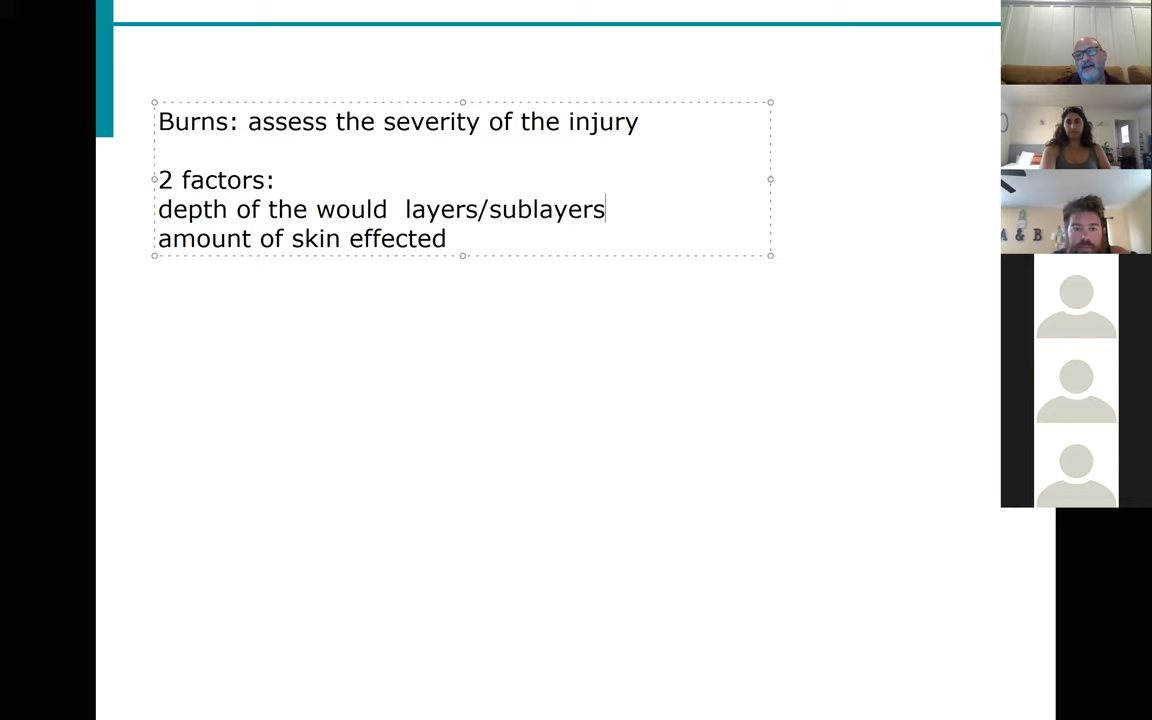 Burns: assess the severity of the injury
2 factors:
depth of the would layers/sublayers
amount of skin effected
A & B